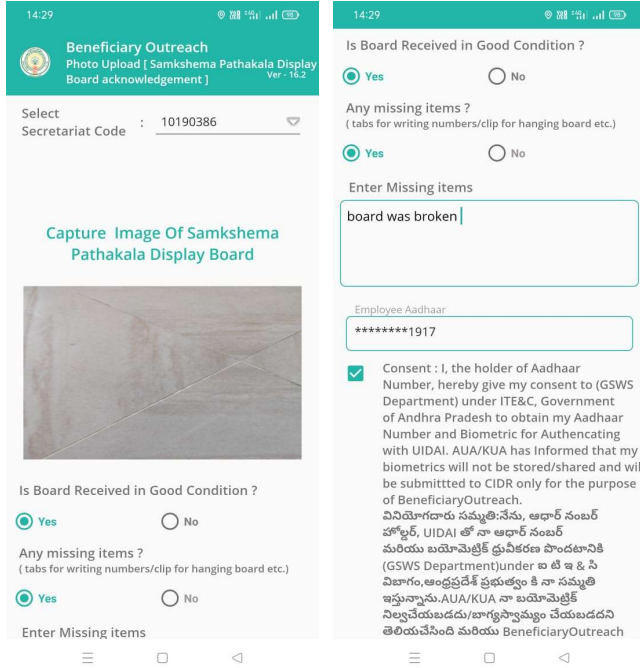 14:29
98
Beneficiary Outreach
Photo Upload [ Samkshema Pathakala Display
Board acknowledgement ]
Ver - 16.2
Select
Secretariat Code : 10190386
Capture Image Of Samkshema
Pathakala Display Board
Is Board Received in Good Condition ?
Yes No
Any missing items ?
( tabs for writing numbers/clip for hanging board etc.)
Yes No
Enter Missing items
14:29
98
Is Board Received in Good Condition ?
Yes No
Any missing items ?
( tabs for writing numbers/clip for hanging board etc.)
Yes No
Enter Missing items
board was broken
Employee Aadhaar
********1917
Consent : I, the holder of Aadhaar
Number, hereby give my consent to (GSWS
Department) under ITE&C, Government
of Andhra Pradesh to obtain my Aadhaar
Number and Biometric for Authencating
with UIDAI. AUA/KUA has Informed that my
biometrics will not be stored/shared and wil
be submittted to CIDR only for the purpose
of BeneficiaryOutreach.
వినియోగదారు సమ్మతి:నేను, ఆధార్ నంబర్
హోల్డర్, UIDAI తో నా ఆధార్ నంబర్
మరియు బయోమెట్రిక్ ధ్రువీకరణ పొందటానికి
(GSWS Department)under ఐ టి ఇ & సి
విభాగం,ఆంధ్రప్రదేశ్ ప్రభుత్వం కి నా సమ్మతి
ఇస్తున్నాను.AUA/KUA నా బయోమెట్రిక్
నిల్వచేయబడదు/బాగ్యస్వామ్యం చేయబడదని
తెలియచేసింది మరియు BeneficiaryOutreach